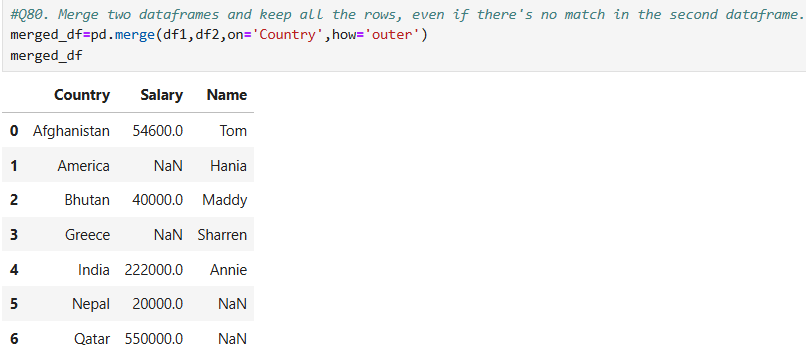 #Q80. Merge two dataframes and keep all the rows, even if there's no match in the second dataframe.
merged_df=pd.merge(df1,df2,on='Country',how='outer')
merged_df
Country Salary Name
0 Afghanistan 54600.0 Tom
1 America NaN Hania
2 Bhutan 40000.0 Maddy
3 Greece NaN Sharren
4 India 222000.0 Annie
5 Nepal 20000.0 NaN
6 Qatar 550000.0 NaN